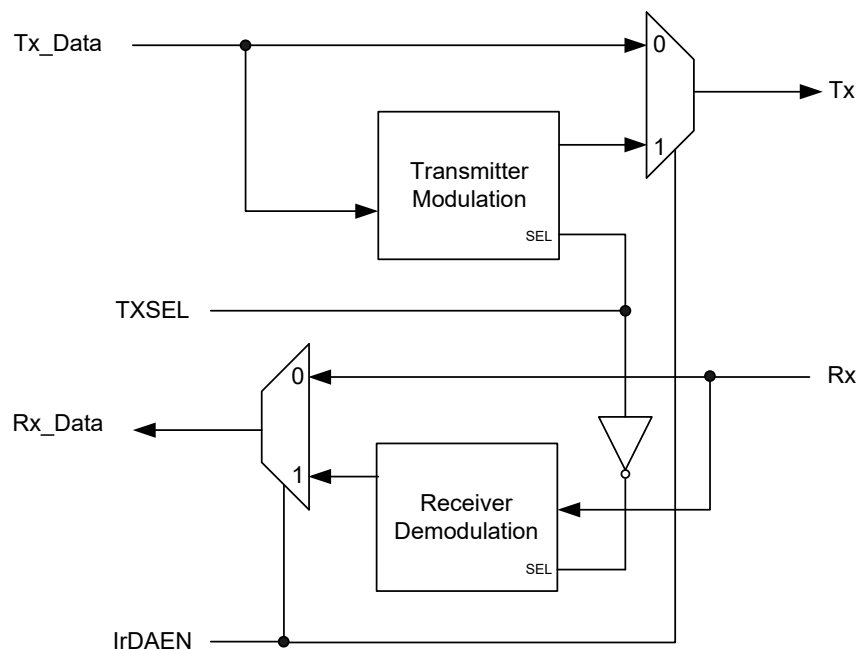 Tx_Data
0
Tx
1
Transmitter
Modulation
SEL
TXSEL
0
Rx
Rx_Data
1
Receiver
Demodulation
SEL
IrDAEN